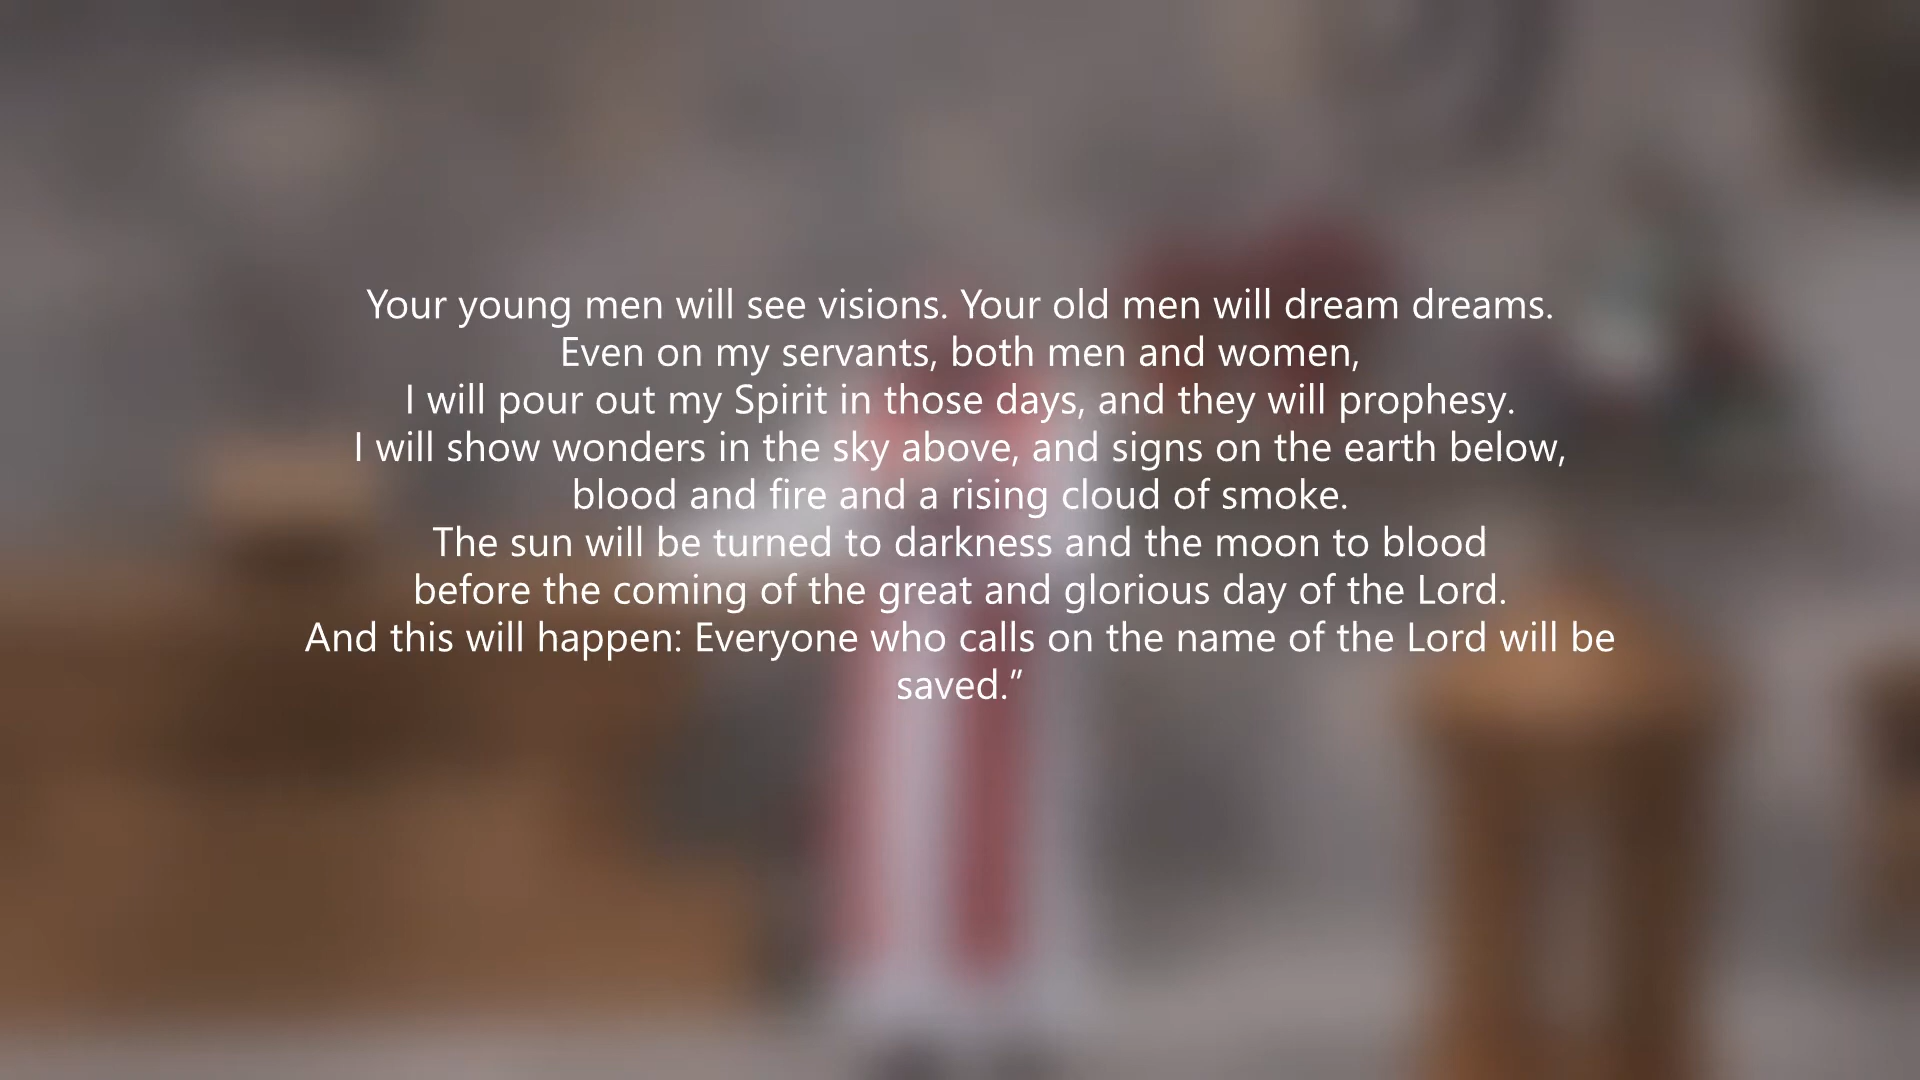 Your young men will see visions. Your old men will dream dreams.
Even on my servants, both men and women,
I will pour out my Spirit in those days, and they will prophesy.
I will show wonders in the sky above, and signs on the earth below,
blood and fire and a rising cloud of smoke.
The sun will be turned to darkness and the moon to blood
before the coming of the great and glorious day of the Lord.
And this will happen: Everyone who calls on the name of the Lord will be
saved.”